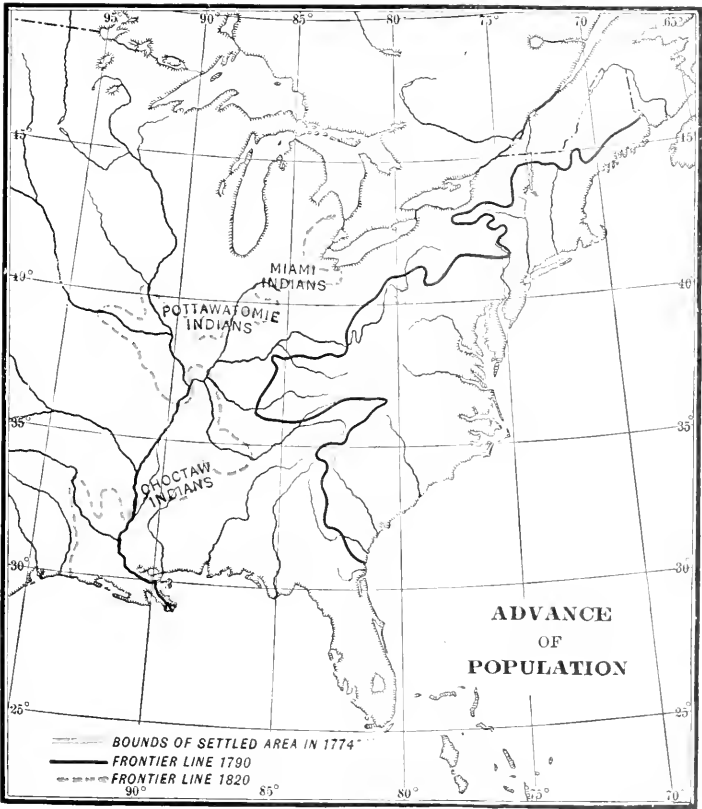 95°
90°
85°
80°
75°
70
65°
45°
45°
MIAMI
INDIANS
40°
40°
POTTAWATOMIE
INDIANS
35°
35°
CHOCTAW
INDIANS
30°
30°
ADVANCE
OF
POPULATION
25°
25°
BOUNDS OF SETTLED AREA IN 1774
FRONTIER LINE 1790
FRONTIER LINE 1820
90°
85°
80°
75°